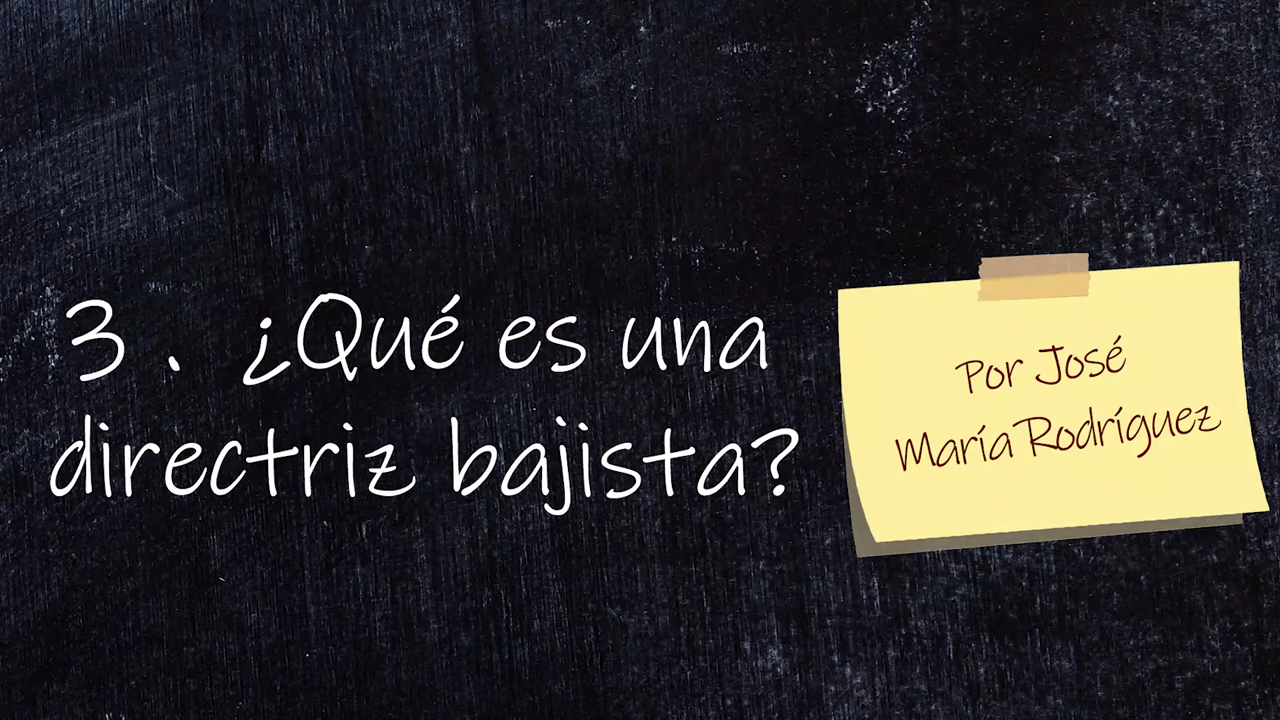 3 . ¿Qué es una
directriz bajista?
Por José
María Rodríguez